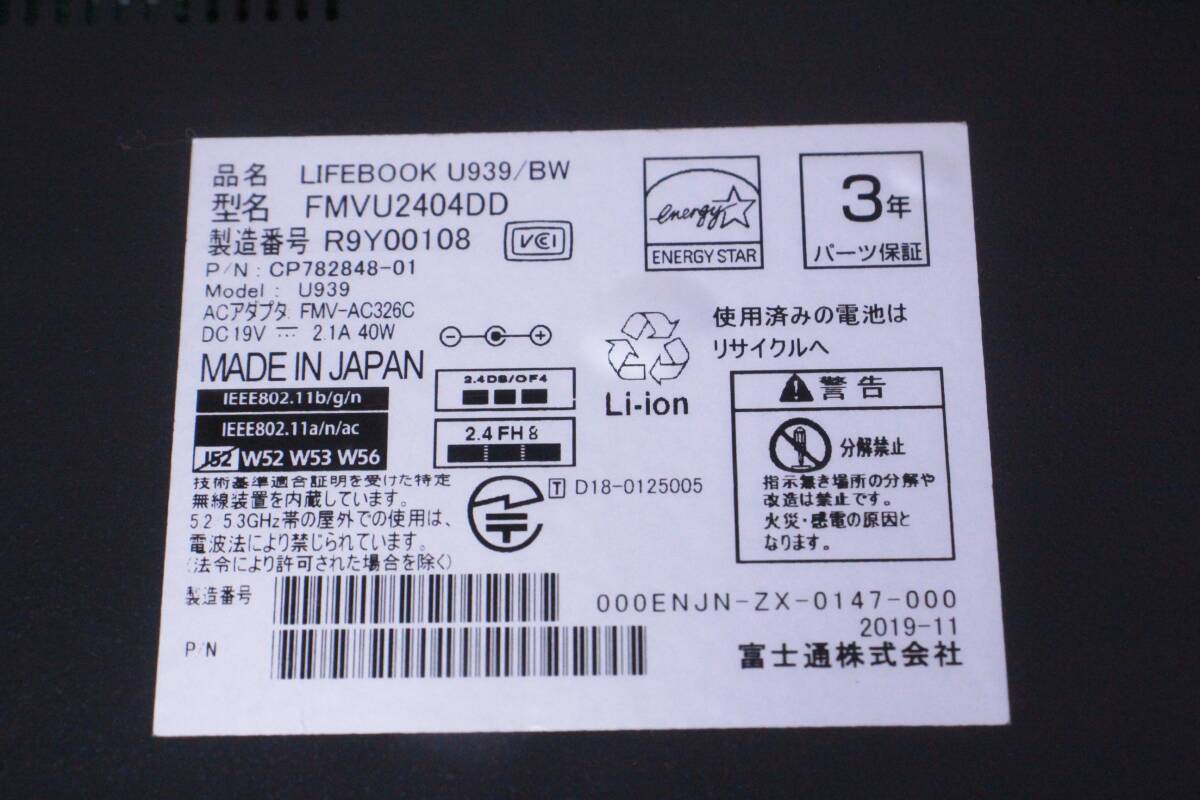 品名 LIFEBOOK U939/BW
型名 FMVU2404DD
製造番号 R9Y00108
VCI
P/N : CP782848-01
Model : U939
ACアダプタ FMV-AC326C
DC19V 2.1A 40W
MADE IN JAPAN
energy
ENERGY STAR
3年
パーツ保証
使用済みの電池は
リサイクルへ
Li-ion
IEEE802.11b/g/n
IEEE802.11a/n/ac
J52 W52 W53 W56
2.4DS/OF4
2.4FH8
警告
分解禁止
指示無き場所の分解や
改造は禁止です。
火災・感電の原因と
なります。
技術基準適合証明を受けた特定
無線装置を内蔵しています。
5.2 5.3GHz帯の屋外での使用は、
電波法により禁じられています。
(法令により許可された場合を除く)
T D18-0125005
製造番号
P/N
000ENJN-ZX-0147-000
2019-11
富士通株式会社